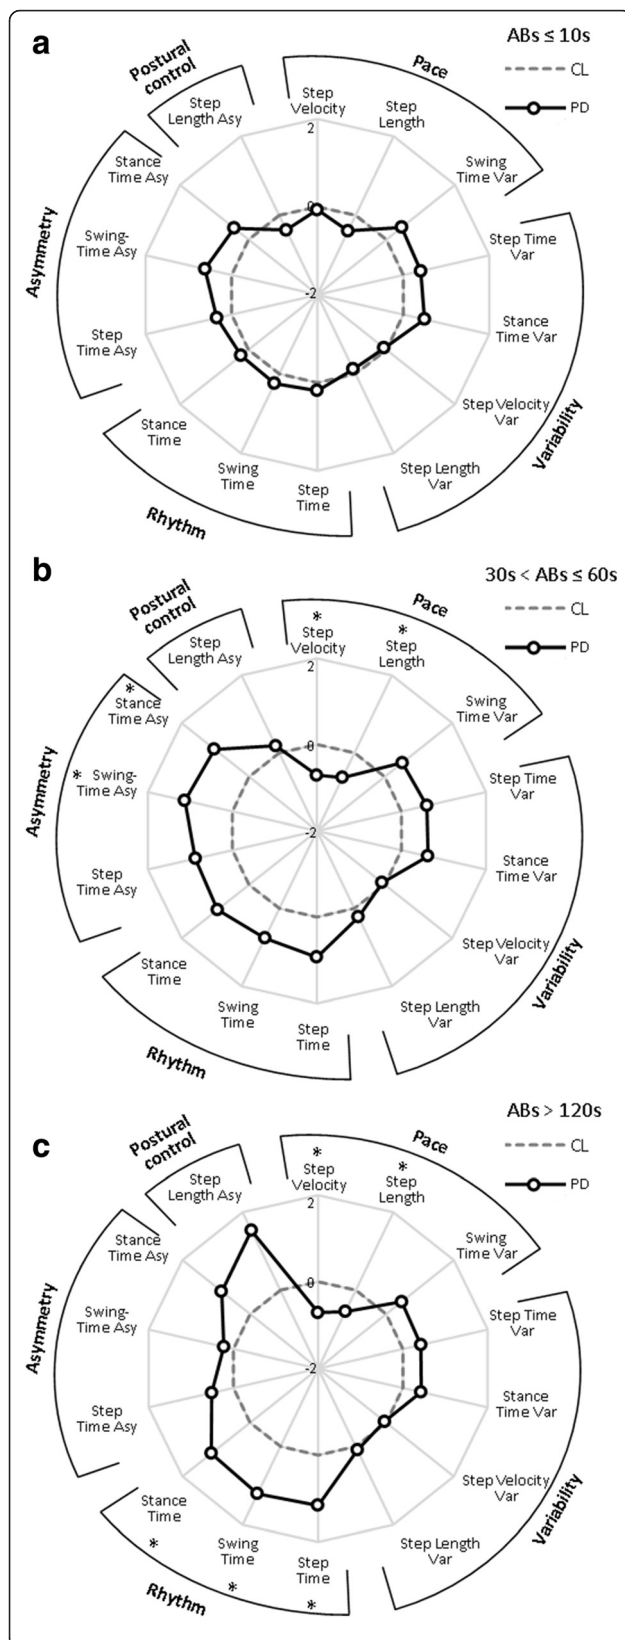 a
ABs ≤ 10s
CL
PD
Postural
control
Pace
Step
Velocity
Step
Length
Step
Length Asy
Swing
Time Var
Stance
Time Asy
2
0
-2
Asymmetry
Swing-
Time Asy
Step Time
Var
Step
Time Asy
Stance
Time Var
Stance
Time
Step Velocity
Var
Variability
Swing
Time
Step
Time
Step Length
Var
Rhythm
b
30s < ABs ≤ 60s
CL
PD
Postural
control
Pace
*
Step
Velocity
*
Step
Length
Step
Length Asy
Swing
Time Var
*
Stance
Time Asy
2
0
-2
Asymmetry
* Swing-
Time Asy
Step Time
Var
Step
Time Asy
Stance
Time Var
Stance
Time
Step Velocity
Var
Variability
Swing
Time
Step
Time
Step Length
Var
Rhythm
c
ABs > 120s
CL
PD
Postural
control
Pace
*
Step
Velocity
*
Step
Length
Step
Length Asy
Swing
Time Var
Stance
Time Asy
2
0
-2
Asymmetry
Swing-
Time Asy
Step Time
Var
Step
Time Asy
Stance
Time Var
Stance
Time
*
Step Velocity
Var
Variability
Swing
Time
*
Step
Time
*
Step Length
Var
Rhythm